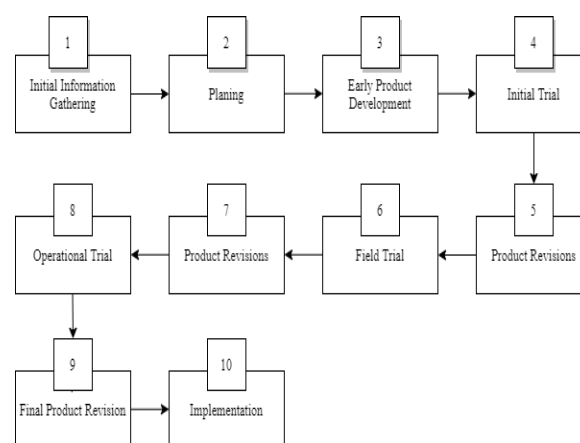 1
Initial Information
Gathering
2
Planing
3
Early Product
Development
4
Initial Trial
5
Product Revisions
6
Field Trial
7
Product Revisions
8
Operational Trial
9
Final Product Revision
10
Implementation